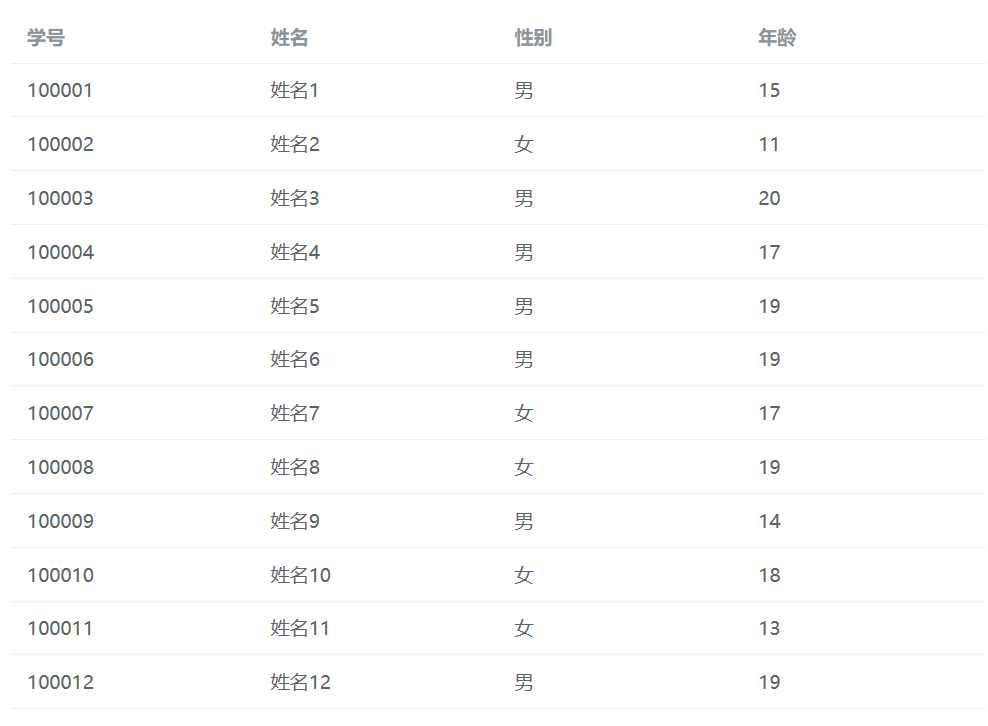 学号 姓名 性别 年龄
100001 姓名1 男 15
100002 姓名2 女 11
100003 姓名3 男 20
100004 姓名4 男 17
100005 姓名5 男 19
100006 姓名6 男 19
100007 姓名7 女 17
100008 姓名8 女 19
100009 姓名9 男 14
100010 姓名10 女 18
100011 姓名11 女 13
100012 姓名12 男 19